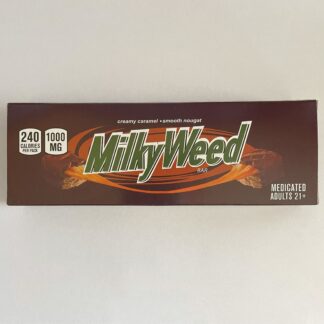 creamy caramel • smooth nougat
240
CALORIES
PER PACK
1000
MG
MilkyWeed
BAR
MEDICATED
ADULTS 21+